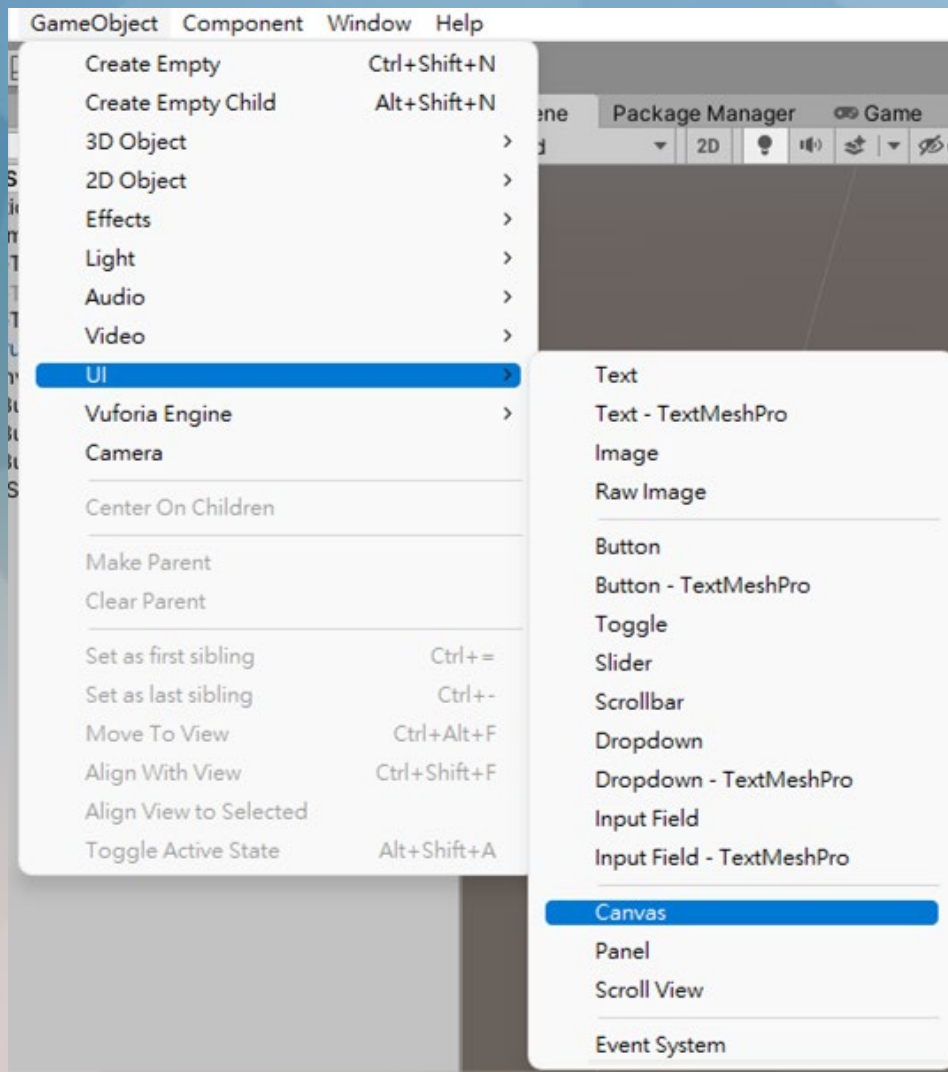 GameObject Component Window Help
Create Empty Ctrl+Shift+N
Create Empty Child Alt+Shift+N
3D Object
2D Object
Effects
Light
Audio
Video
UI
Vuforia Engine
Camera
Center On Children
Make Parent
Clear Parent
Set as first sibling Ctrl+=
Set as last sibling Ctrl+-
Move To View Ctrl+Alt+F
Align With View Ctrl+Shift+F
Align View to Selected
Toggle Active State Alt+Shift+A
Package Manager Game
2D
Text
Text - TextMeshPro
Image
Raw Image
Button
Button - TextMeshPro
Toggle
Slider
Scrollbar
Dropdown
Dropdown - TextMeshPro
Input Field
Input Field - TextMeshPro
Canvas
Panel
Scroll View
Event System